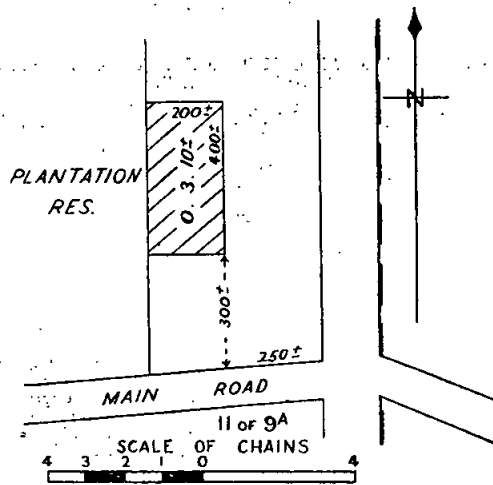 N
200±
400±
0. 3. 10±
PLANTATION
RES.
300±
250±
MAIN ROAD
11 OF 9A
SCALE OF CHAINS
4 3 2 1 0 4